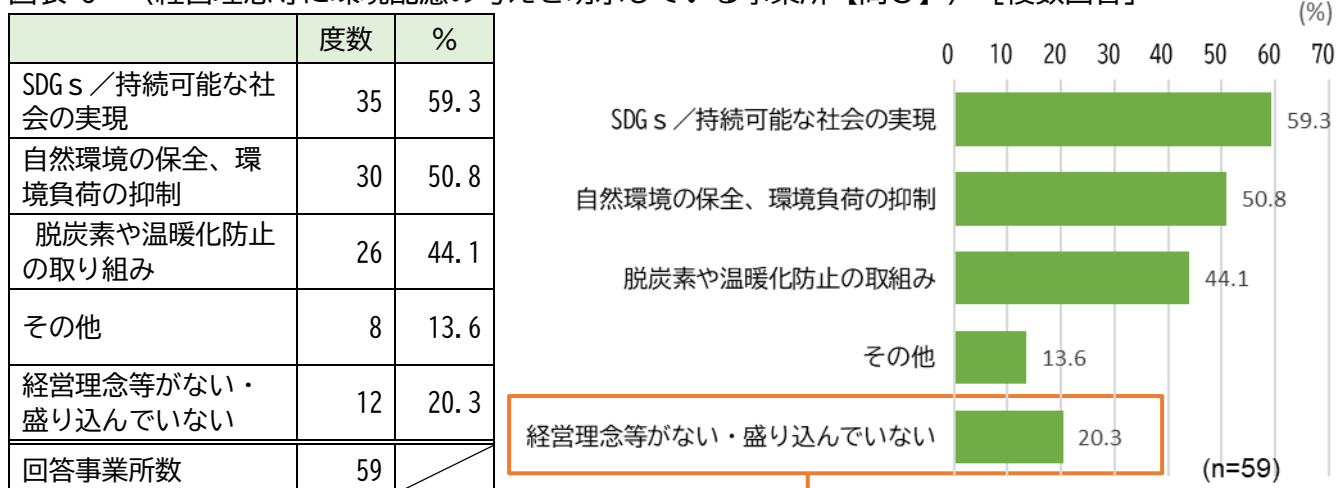 (%)
度数 %
SDGｓ／持続可能な社
会の実現
35 59.3
自然環境の保全、環
境負荷の抑制
30 50.8
脱炭素や温暖化防止
の取り組み
26 44.1
その他 8 13.6
経営理念等がない・
盛り込んでいない
12 20.3
回答事業所数 59
0 10 20 30 40 50 60 70
SDGｓ／持続可能な社会の実現 59.3
自然環境の保全、環境負荷の抑制 50.8
脱炭素や温暖化防止の取組み 44.1
その他 13.6
経営理念等がない・盛り込んでいない 20.3
(n=59)